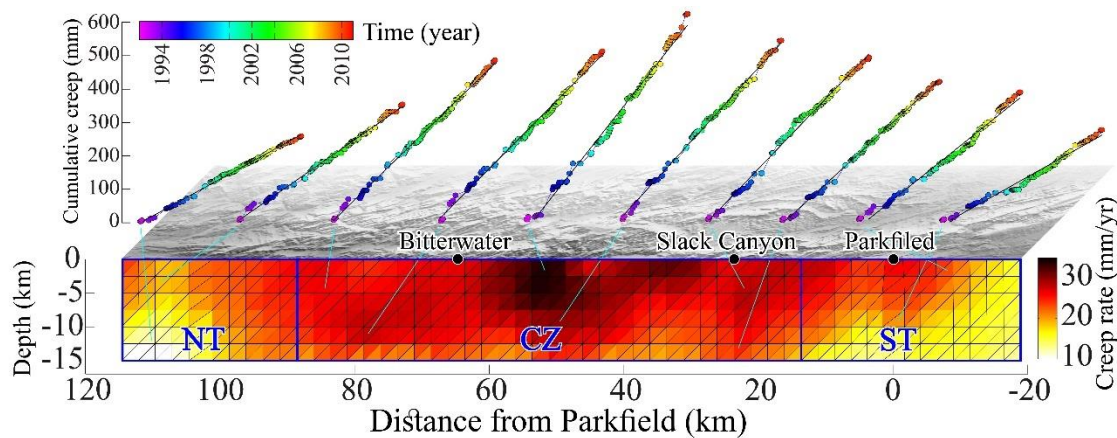 600
500
400
300
200
100
0
Cumulative creep (mm)
Time (year)
1994 1998 2002 2006 2010
Bitterwater Slack Canyon Parkfiled
0
-5
-10
-15
Depth (km)
NT CZ ST
30
20
10
Creep rate (mm/yr)
120 100 80 60 40 20 0 -20
Distance from Parkfield (km)